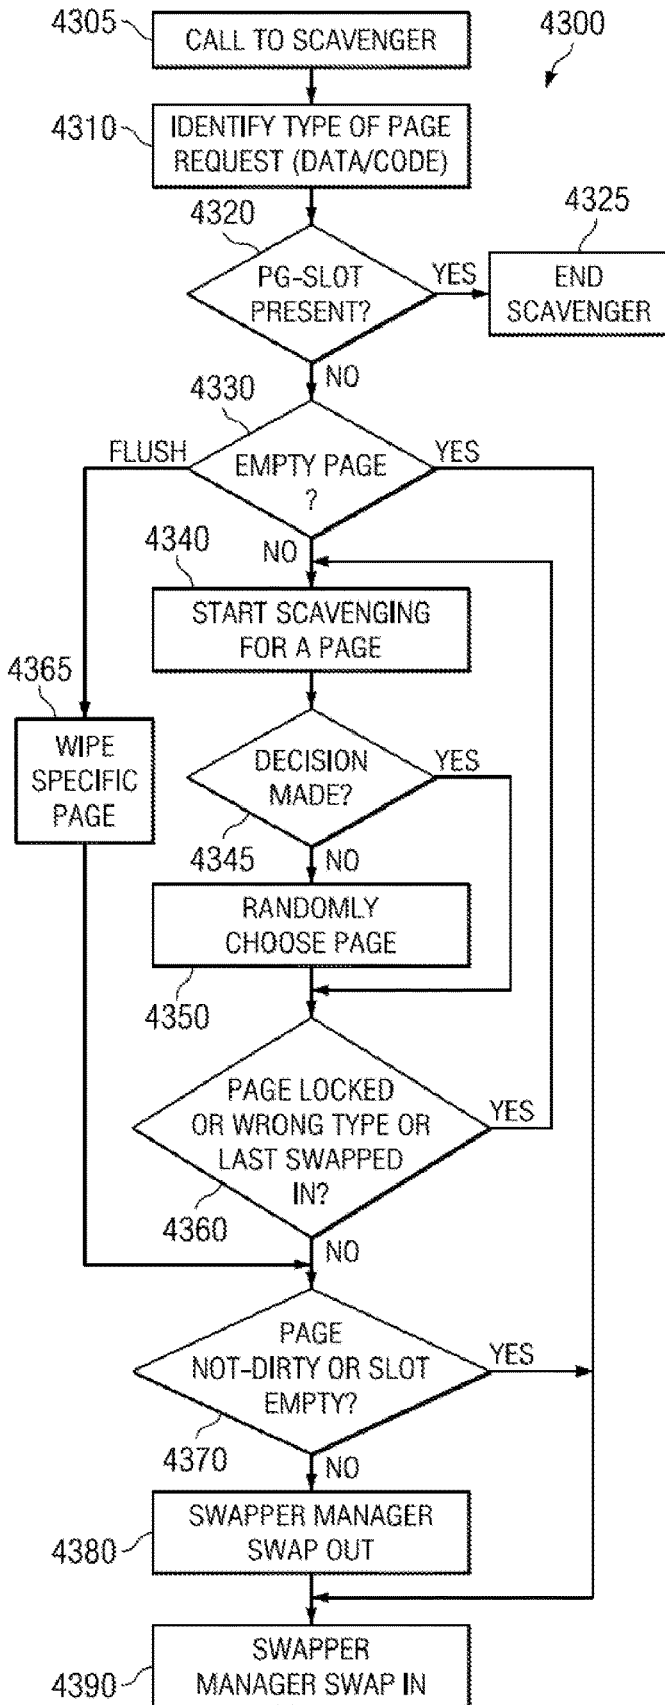 4305
CALL TO SCAVENGER
4300
4310
IDENTIFY TYPE OF PAGE
REQUEST (DATA/CODE)
4320
4325
PG-SLOT
PRESENT?
YES
END
SCAVENGER
NO
4330
FLUSH
EMPTY PAGE
?
YES
4340
NO
START SCAVENGING
FOR A PAGE
4365
WIPE
SPECIFIC
PAGE
DECISION
MADE?
YES
4345
NO
RANDOMLY
CHOOSE PAGE
4350
PAGE LOCKED
OR WRONG TYPE OR
LAST SWAPPED
IN?
YES
4360
NO
PAGE
NOT-DIRTY OR SLOT
EMPTY?
YES
4370
NO
SWAPPER MANAGER
SWAP OUT
4380
SWAPPER
MANAGER SWAP IN
4390